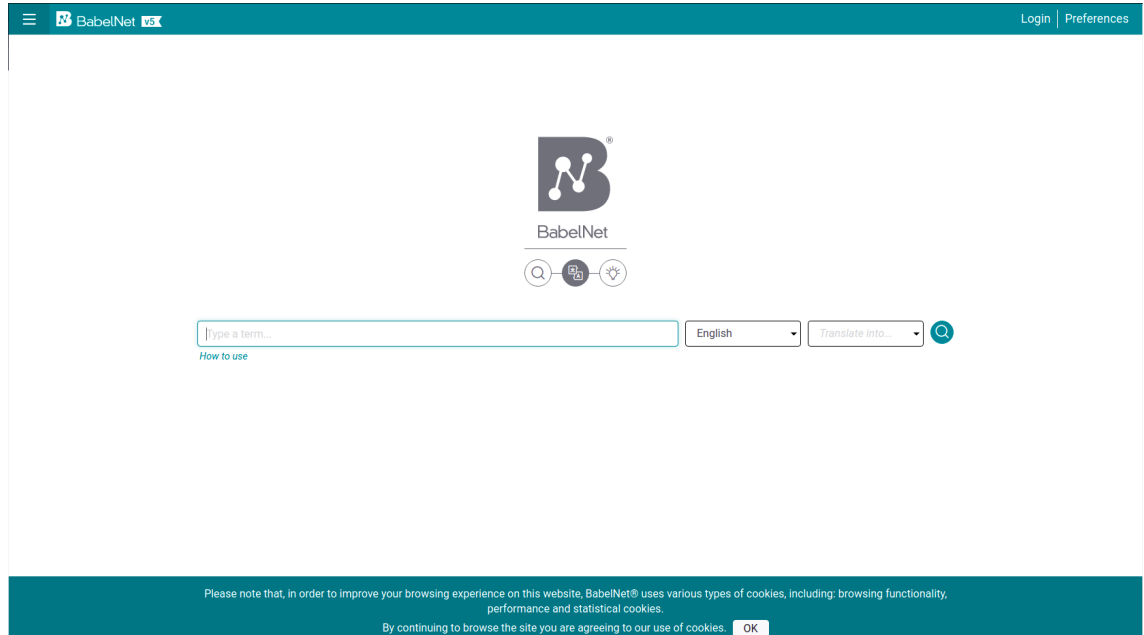 BabelNet v5
Login Preferences
BabelNet
Type a term...
English
Translate into...
How to use
Please note that, in order to improve your browsing experience on this website, BabelNet® uses various types of cookies, including: browsing functionality,
performance and statistical cookies.
By continuing to browse the site you are agreeing to our use of cookies. OK